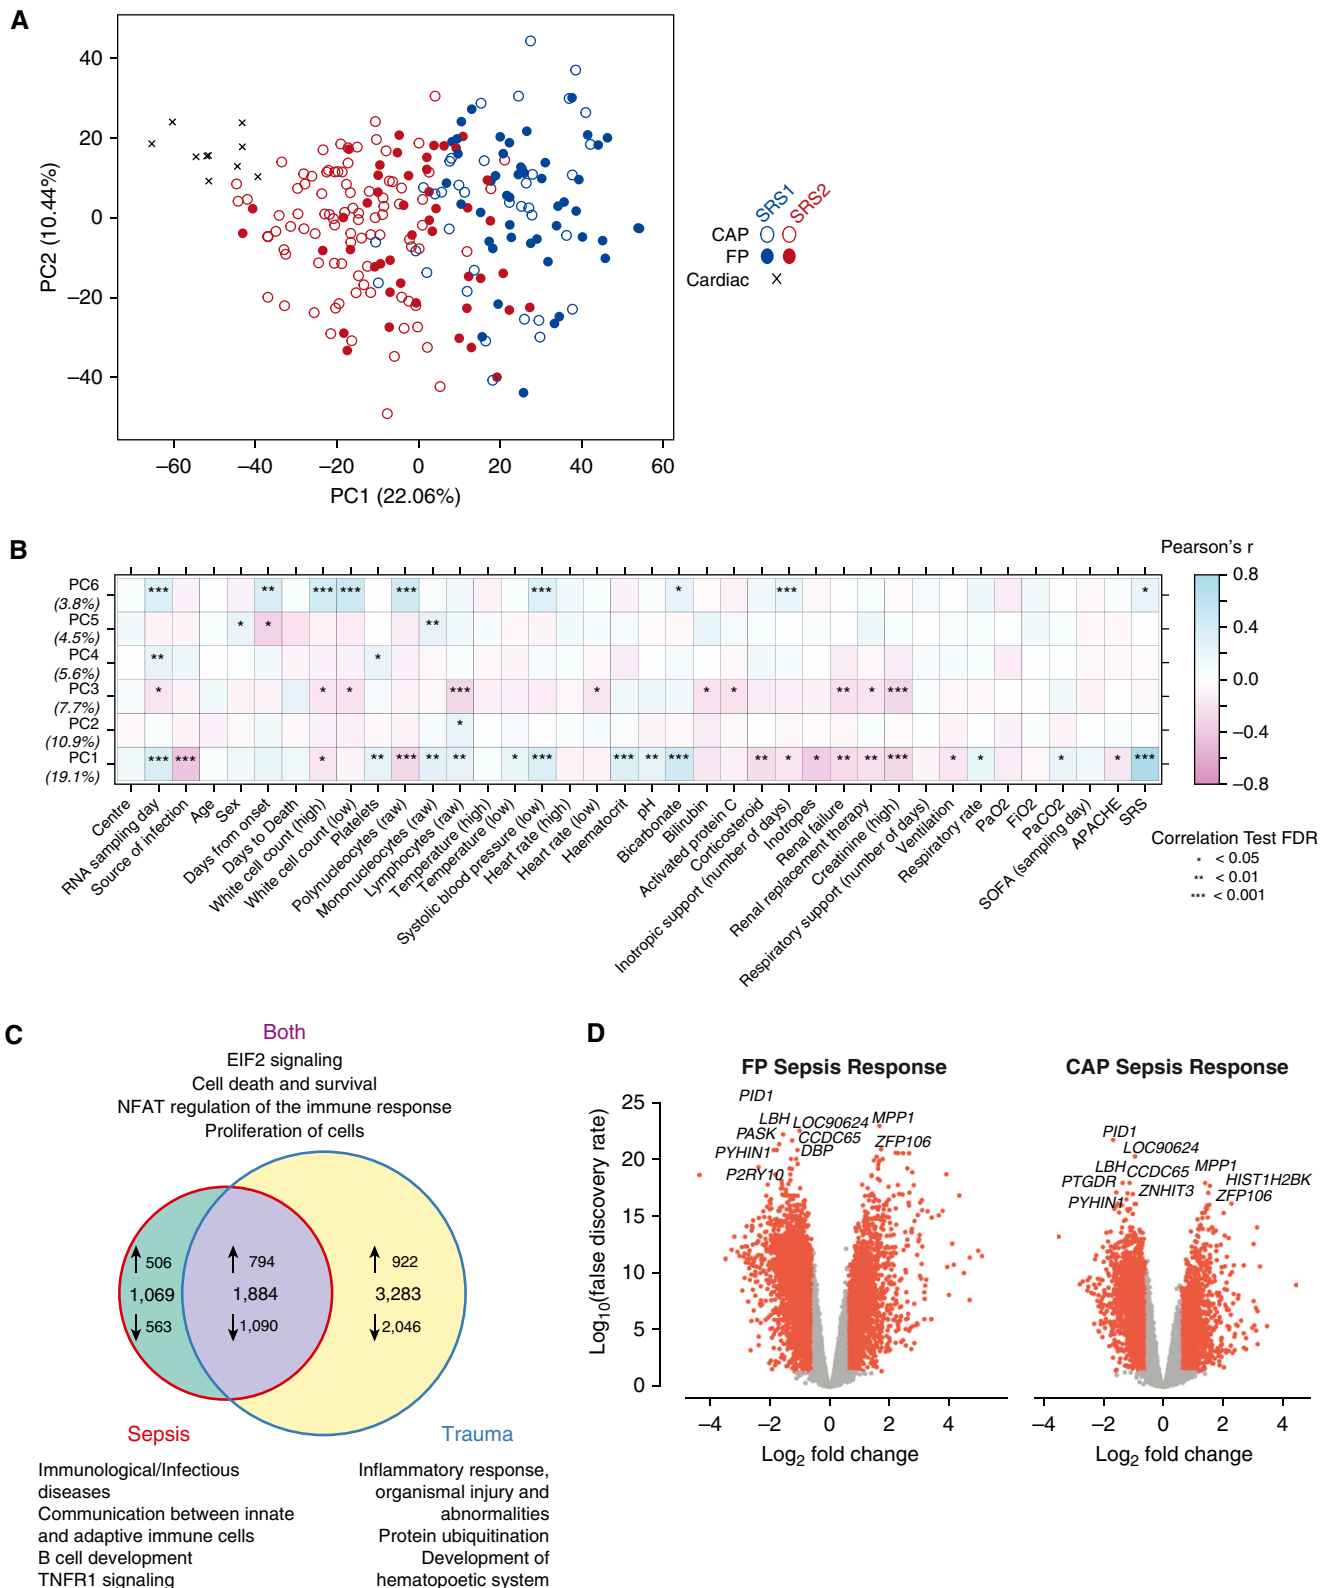 A
40
20
0
−20
−40
PC2 (10.44%)
−60
−40
−20
0
20
40
60
PC1 (22.06%)
SRS1
SRS2
CAP
FP
Cardiac
B
Pearson's r
PC6
(3.8%)
PC5
(4.5%)
PC4
(5.6%)
PC3
(7.7%)
PC2
(10.9%)
PC1
(19.1%)
*** ** *** *** *** *** * *** *
* * **
** *
* * * *** * * * ** * ***
*
*** *** * ** *** ** ** * *** *** ** *** ** * * ** ** *** * * * * ***
0.8
0.4
0.0
−0.4
−0.8
Centre
RNA sampling day
Source of infection
Age
Sex
Days from onset
Days to Death
White cell count (high)
White cell count (low)
Platelets
Polynucleocytes (raw)
Mononucleocytes (raw)
Lymphocytes (raw)
Temperature (high)
Temperature (low)
Systolic blood pressure (low)
Heart rate (high)
Heart rate (low)
Haematocrit
pH
Bicarbonate
Bilirubin
Activated protein C
Corticosteroid
Inotropic support (number of days)
Inotropes
Renal failure
Renal replacement therapy
Creatinine (high)
Respiratory support (number of days)
Ventilation
Respiratory rate
PaO2
FiO2
PaCO2
SOFA (sampling day)
APACHE
SRS
Correlation Test FDR
* < 0.05
** < 0.01
*** < 0.001
C
Both
EIF2 signaling
Cell death and survival
NFAT regulation of the immune response
Proliferation of cells
506
794
922
1,069
1,884
3,283
563
1,090
2,046
Sepsis
Trauma
Immunological/Infectious
diseases
Communication between innate
and adaptive immune cells
B cell development
TNFR1 signaling
Inflammatory response,
organismal injury and
abnormalities
Protein ubiquitination
Development of
hematopoetic system
D
FP Sepsis Response
25
20
15
10
5
0
Log10(false discovery rate)
PID1
LBH
LOC90624
MPP1
PASK
CCDC65
ZFP106
PYHIN1
DBP
P2RY10
−4
−2
0
2
4
Log2 fold change
CAP Sepsis Response
PID1
LOC90624
LBH
CCDC65
MPP1
PTGDR
HIST1H2BK
ZNHIT3
ZFP106
PYHIN1
−4
−2
0
2
4
Log2 fold change